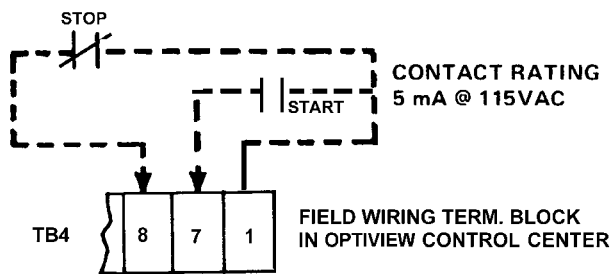 STOP
CONTACT RATING
5 mA @ 115VAC
START
TB4
8
7
1
FIELD WIRING TERM. BLOCK
IN OPTIVIEW CONTROL CENTER